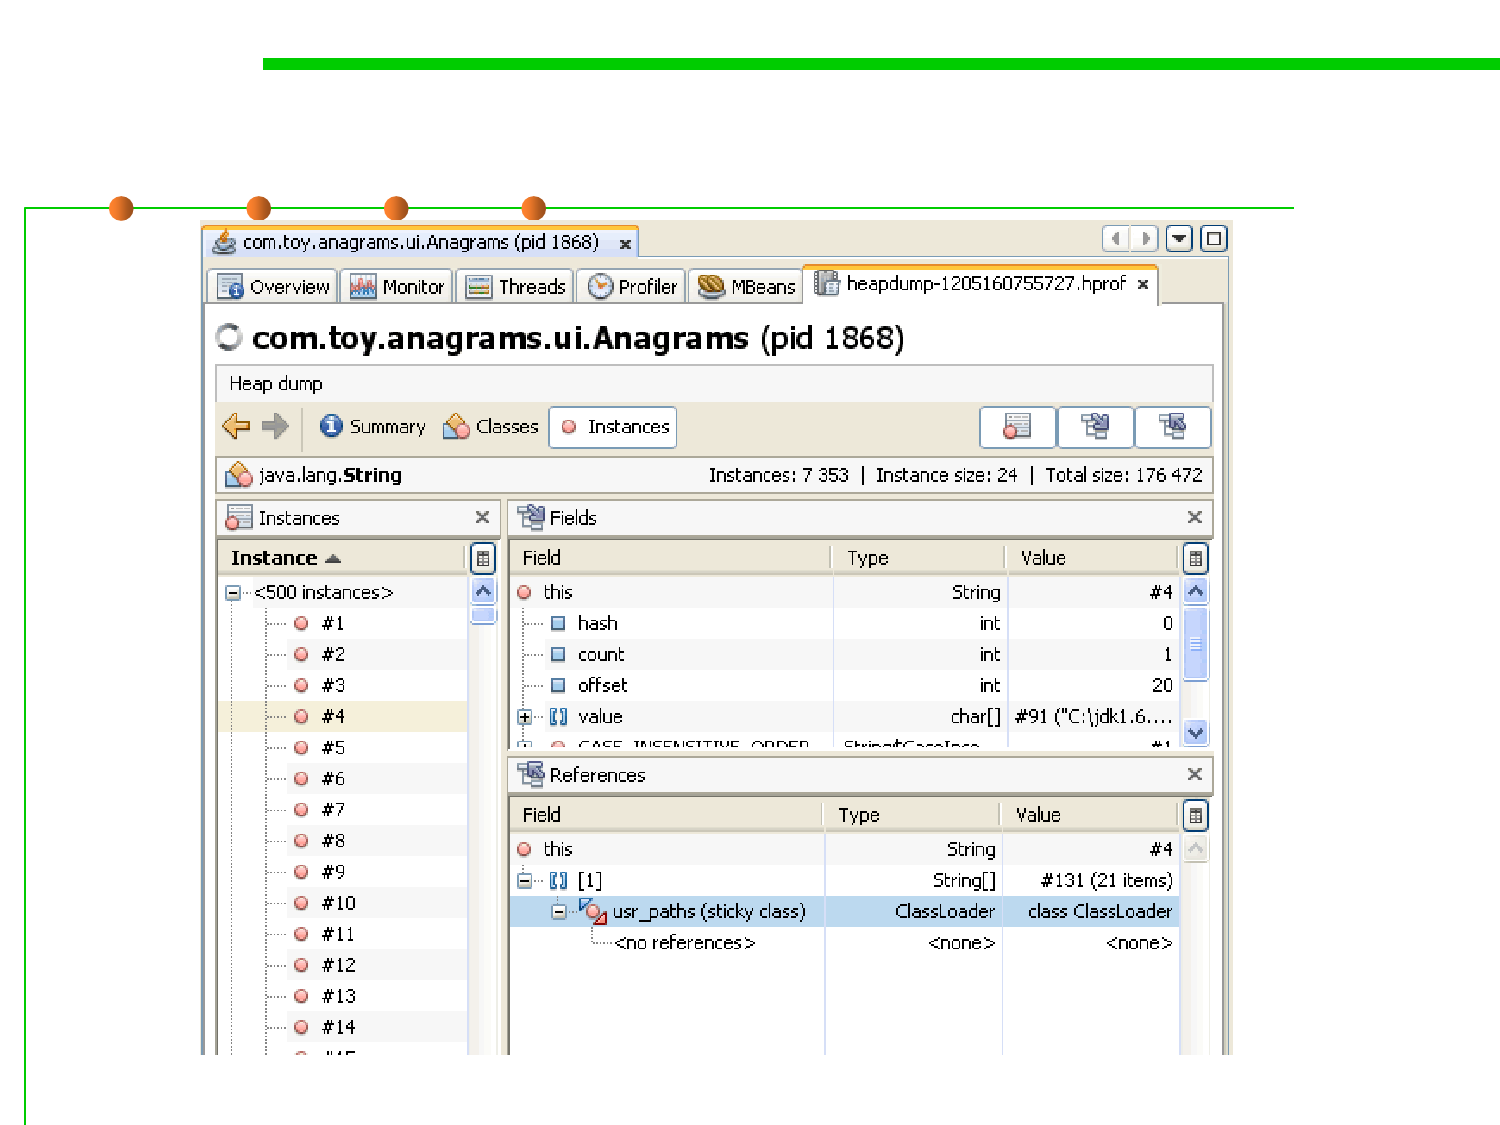 com.toy.anagrams.ui.Anagrams (pid 1868)
Overview Monitor Threads Profiler MBeans heapdump-1205160755727.hprof
com.toy.anagrams.ui.Anagrams (pid 1868)
Heap dump
Summary Classes Instances
java.lang.String Instances: 7 353 | Instance size: 24 | Total size: 176 472
Instances
Instance
<500 instances>
#1
#2
#3
#4
#5
#6
#7
#8
#9
#10
#11
#12
#13
#14
#15
Fields
Field Type Value
this String #4
hash int 0
count int 1
offset int 20
value char[] #91 ("C:\jdk1.6....
CASE_INSENSITIVE_ORDER String$CaseInse... #1
References
Field Type Value
this String #4
[1] String[] #131 (21 items)
usr_paths (sticky class) ClassLoader class ClassLoader
<no references> <none> <none>